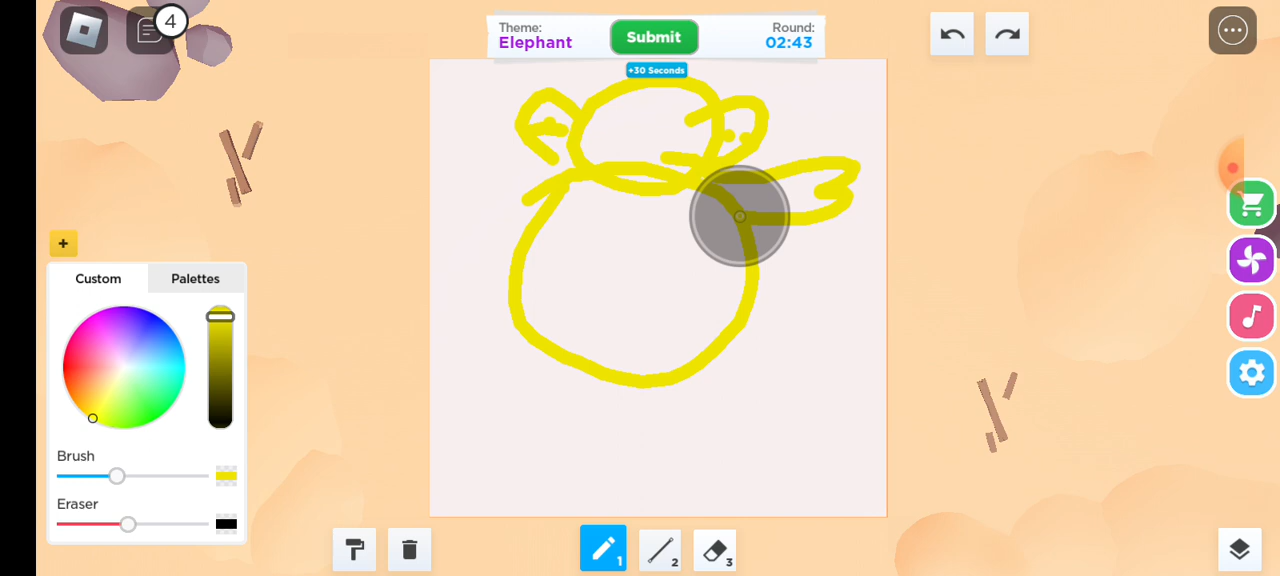 4
Theme:
Elephant
Submit
Round:
02:43
+30 Seconds
+
Custom
Palettes
Brush
Eraser
1
2
3